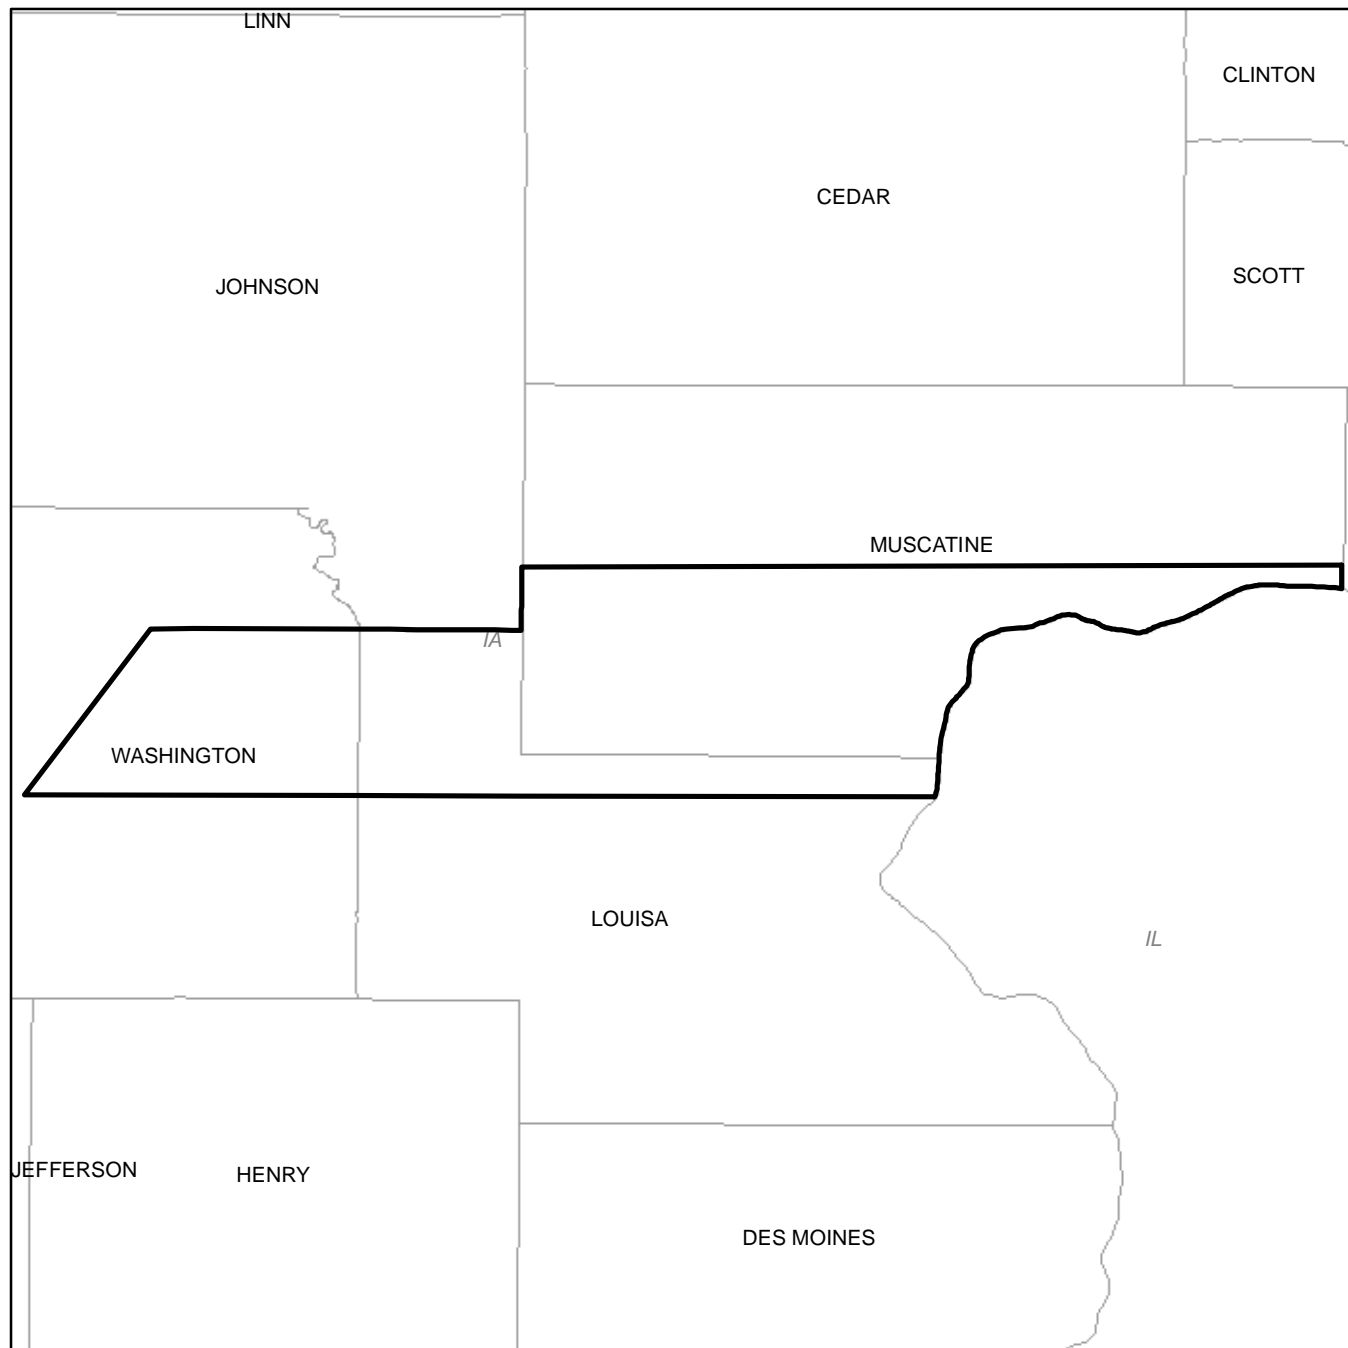 LINN
CLINTON
CEDAR
SCOTT
JOHNSON
MUSCATINE
IA
WASHINGTON
LOUISA
IL
JEFFERSON
HENRY
DES MOINES